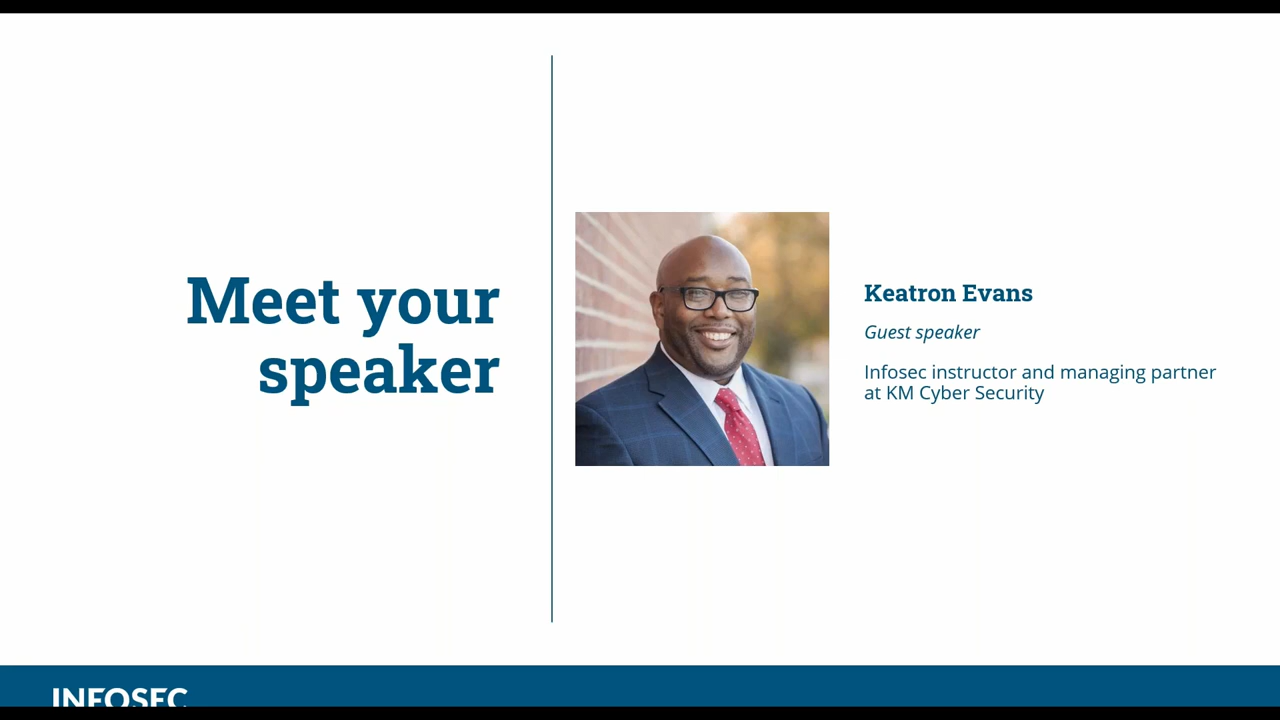 Meet your
speaker
Keatron Evans
Guest speaker
Infosec instructor and managing partner
at KM Cyber Security
INFOSEC